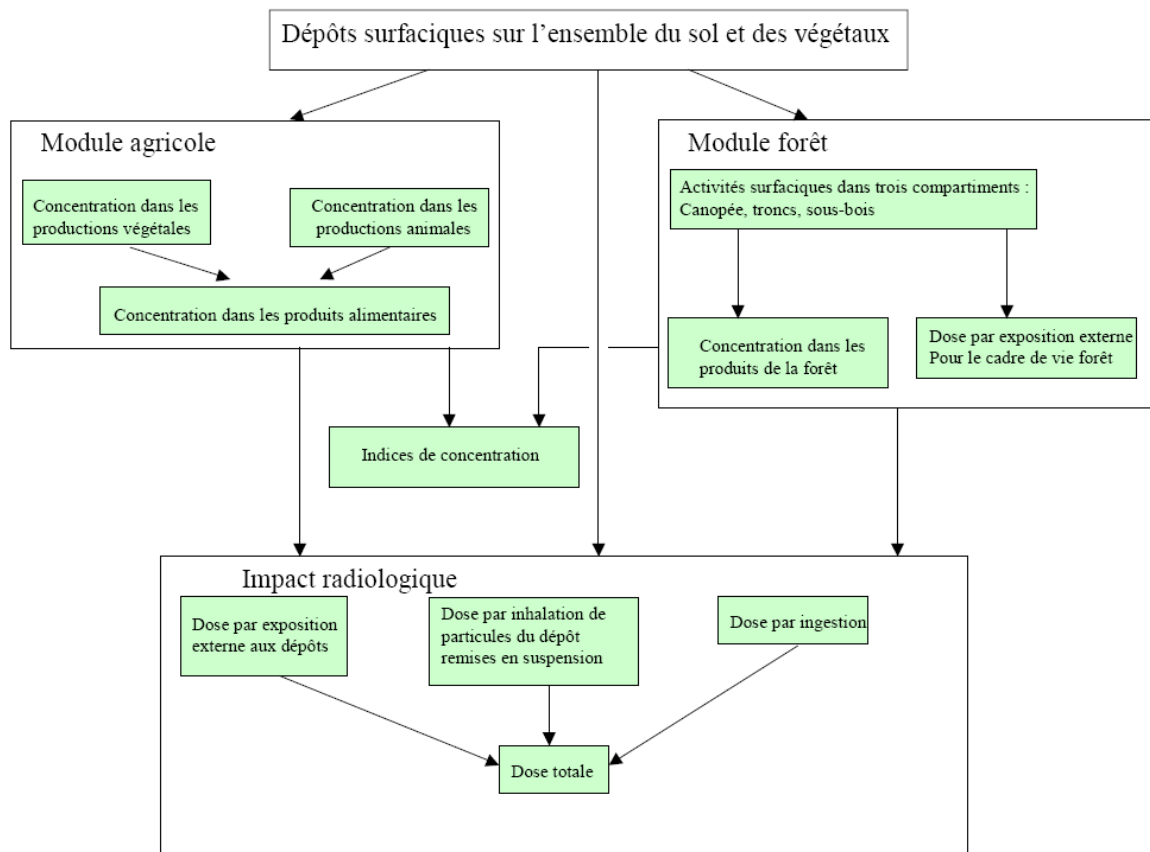 Dépôts surfaciques sur l'ensemble du sol et des végétaux
Module agricole
Concentration dans les
productions végétales
Concentration dans les
productions animales
Concentration dans les produits alimentaires
Module forêt
Activités surfaciques dans trois compartiments :
Canopée, troncs, sous-bois
Concentration dans les
produits de la forêt
Dose par exposition externe
Pour le cadre de vie forêt
Indices de concentration
Impact radiologique
Dose par exposition
externe aux dépôts
Dose par inhalation de
particules du dépôt
remises en suspension
Dose par ingestion
Dose totale